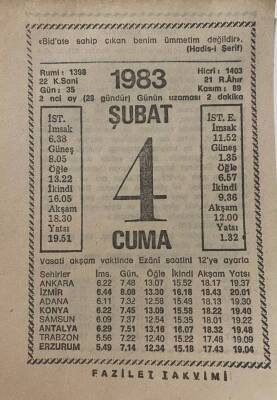 «Bid'ate sahip çıkan benim ümmetim değildir».
(Hadis-i Şerif)
Rumi: 1398
22 K.Sani
Gün: 35
1983
Hicri: 1403
21 R.Âhır
Kasım: 89
2 nci ay (28 gündür) Günün uzaması 2 dakika
ŞUBAT
İST.
İmsak
6.38
Güneş
8.05
Öğle
13.22
İkindi
16.05
Akşam
18.30
Yatsı
19.51
4
İST. E.
İmsak
11.52
Güneş
1.35
Öğle
6.57
İkindi
9.36
Akşam
12.00
Yatsı
1.32
CUMA
Vasati akşam vaktinde Ezâni saatini 12'ye ayarla
Şehirler İms. Gün. Öğle İkindi Akşam Yatsı
ANKARA 6.22 7.48 13.07 15.52 18.17 19.37
İZMİR 6.44 8.08 13.30 16.18 18.43 20.01
ADANA 6.11 7.32 12.58 15.48 18.13 19.30
KONYA 6.22 7.45 13.09 15.58 18.22 19.40
SAMSUN 6.09 7.37 12.54 15.35 18.01 19.22
ANTALYA 6.29 7.51 13.16 16.07 18.32 19.48
TRABZON 5.56 7.22 12.40 15.22 17.48 19.09
ERZURUM 5.49 7.14 12.34 15.18 17.43 19.04
FAZİLET TAKVİMİ